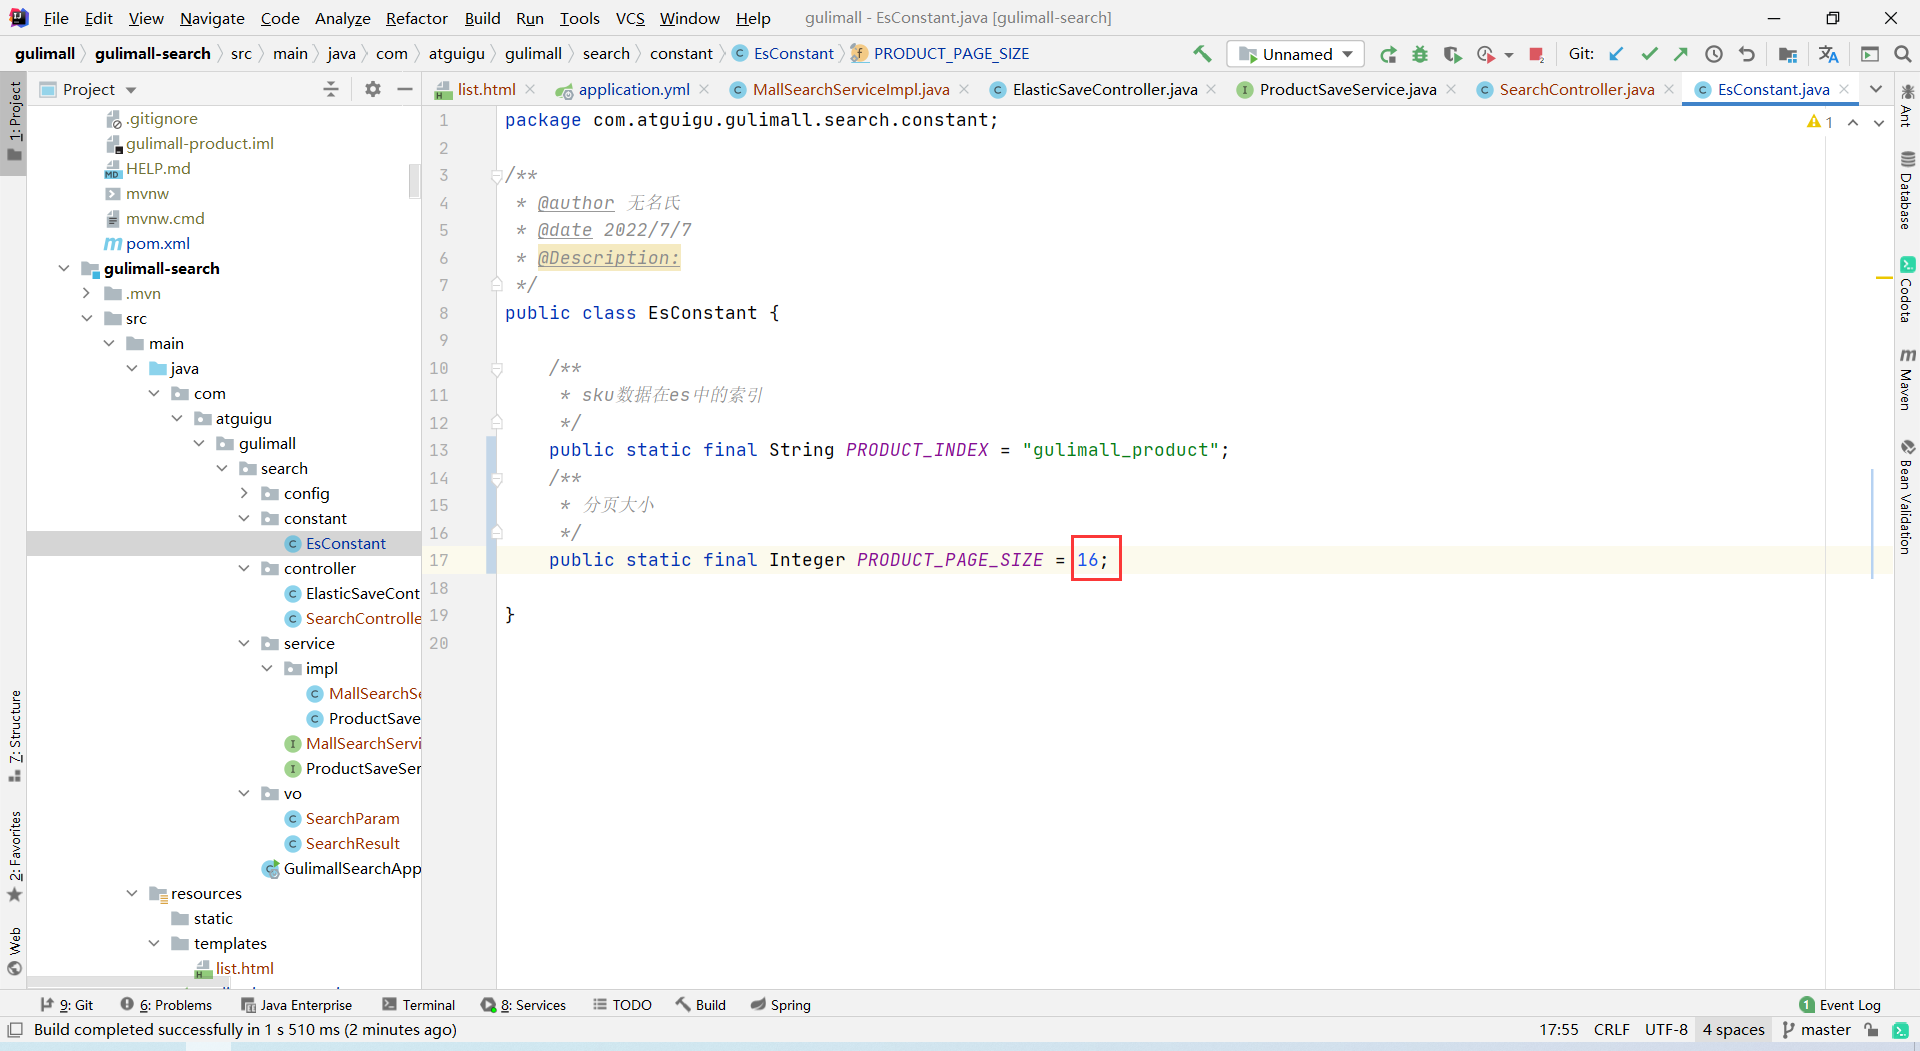 File Edit View Navigate Code Analyze Refactor Build Run Tools VCS Window Help gulimall - EsConstant.java [gulimall-search]
gulimall gulimall-search src main java com atguigu gulimall search constant EsConstant PRODUCT_PAGE_SIZE Unnamed Git:
Project
list.html application.yml MallSearchServiceImpl.java ElasticSaveController.java ProductSaveService.java SearchController.java EsConstant.java
1: Project
7: Structure
2: Favorites
Web
.gitignore
gulimall-product.iml
HELP.md
mvnw
mvnw.cmd
pom.xml
gulimall-search
.mvn
src
main
java
com
atguigu
gulimall
search
config
constant
EsConstant
controller
ElasticSaveCont
SearchControlle
service
impl
MallSearchSe
ProductSave
MallSearchServi
ProductSaveSer
vo
SearchParam
SearchResult
GulimallSearchApp
resources
static
templates
list.html
1 package com.atguigu.gulimall.search.constant;
2
3 /**
4 * @author 无名氏
5 * @date 2022/7/7
6 * @Description:
7 */
8 public class EsConstant {
9
10 /**
11 * sku数据在es中的索引
12 */
13 public static final String PRODUCT_INDEX = "gulimall_product";
14 /**
15 * 分页大小
16 */
17 public static final Integer PRODUCT_PAGE_SIZE = 16;
18
19 }
20
1
Ant
Database
Codota
Maven
Bean Validation
9: Git 6: Problems Java Enterprise Terminal 8: Services TODO Build Spring 1 Event Log
Build completed successfully in 1 s 510 ms (2 minutes ago) 17:55 CRLF UTF-8 4 spaces master